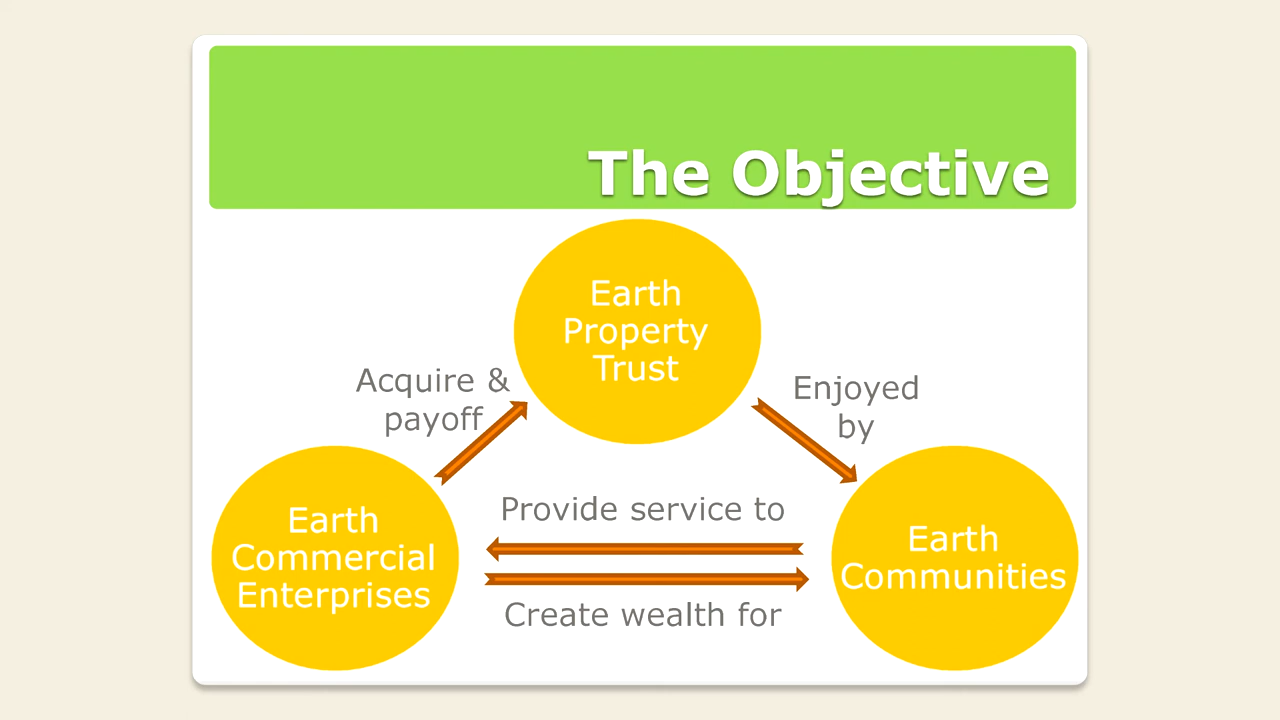 The Objective
Earth
Property
Trust
Acquire &
payoff
Enjoyed
by
Earth
Commercial
Enterprises
Provide service to
Create wealth for
Earth
Communities